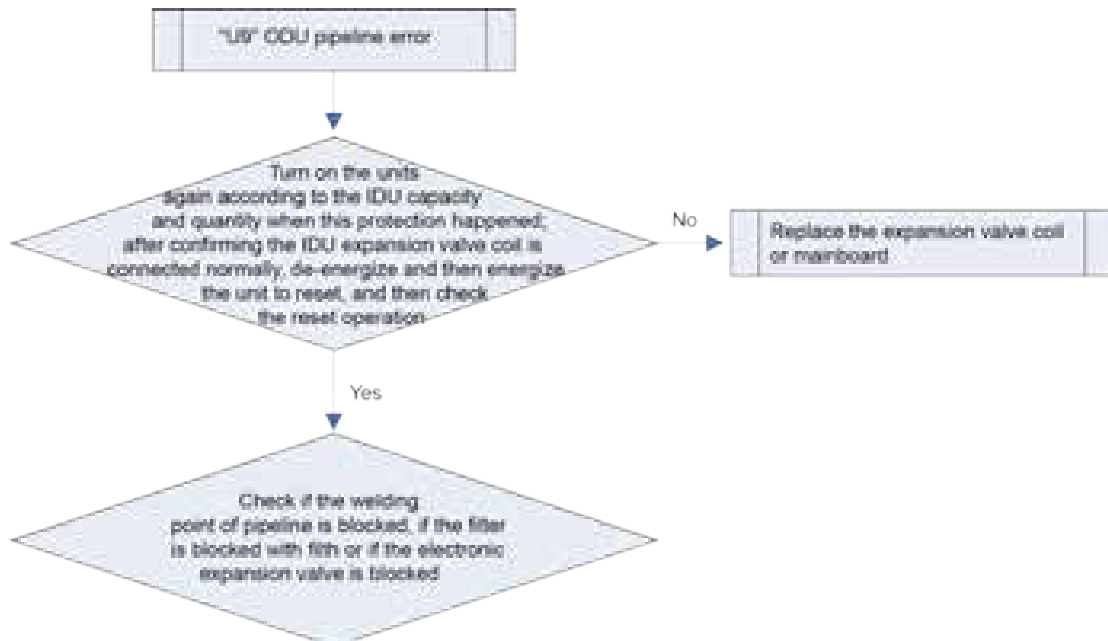 "U9" ODU pipeline error
Turn on the units
again according to the IDU capacity
and quantity when this protection happened;
after confirming the IDU expansion valve coil is
connected normally, de-energize and then energize
the unit to reset, and then check
the reset operation
No
Replace the expansion valve coil
or mainboard
Yes
Check if the welding
point of pipeline is blocked, if the filter
is blocked with filth or if the electronic
expansion valve is blocked